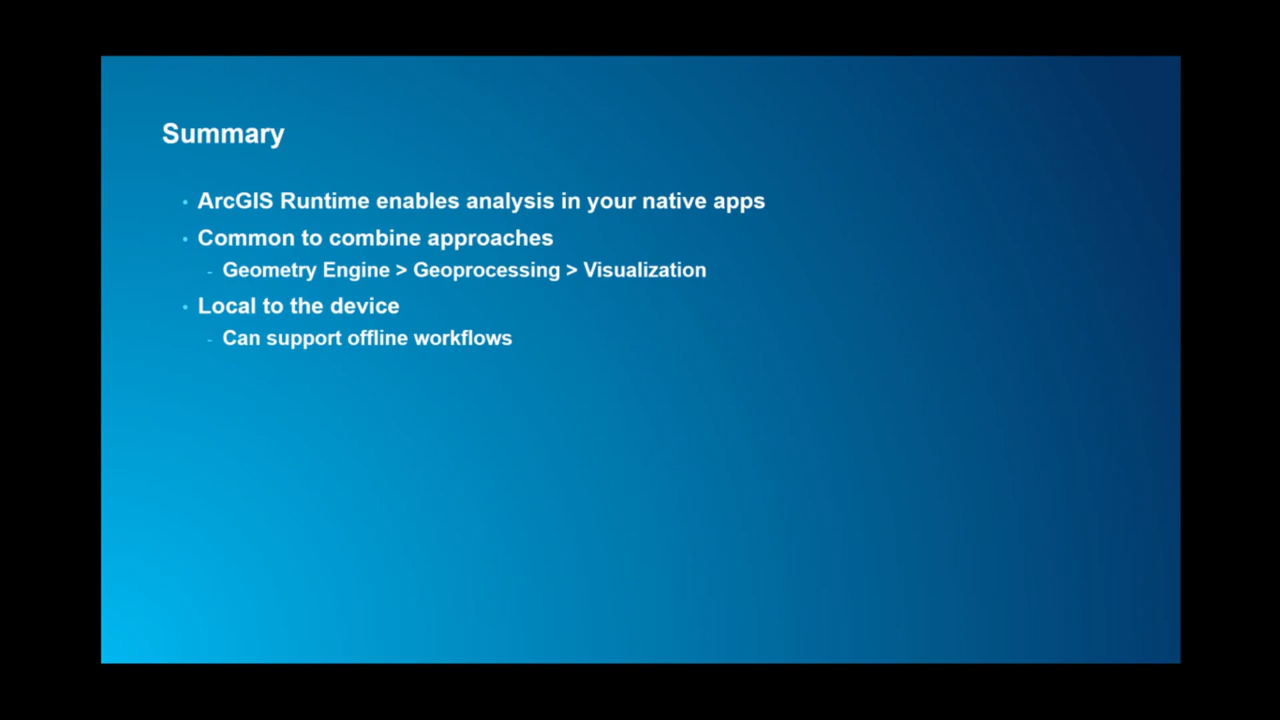 Summary
• ArcGIS Runtime enables analysis in your native apps
• Common to combine approaches
- Geometry Engine > Geoprocessing > Visualization
• Local to the device
- Can support offline workflows